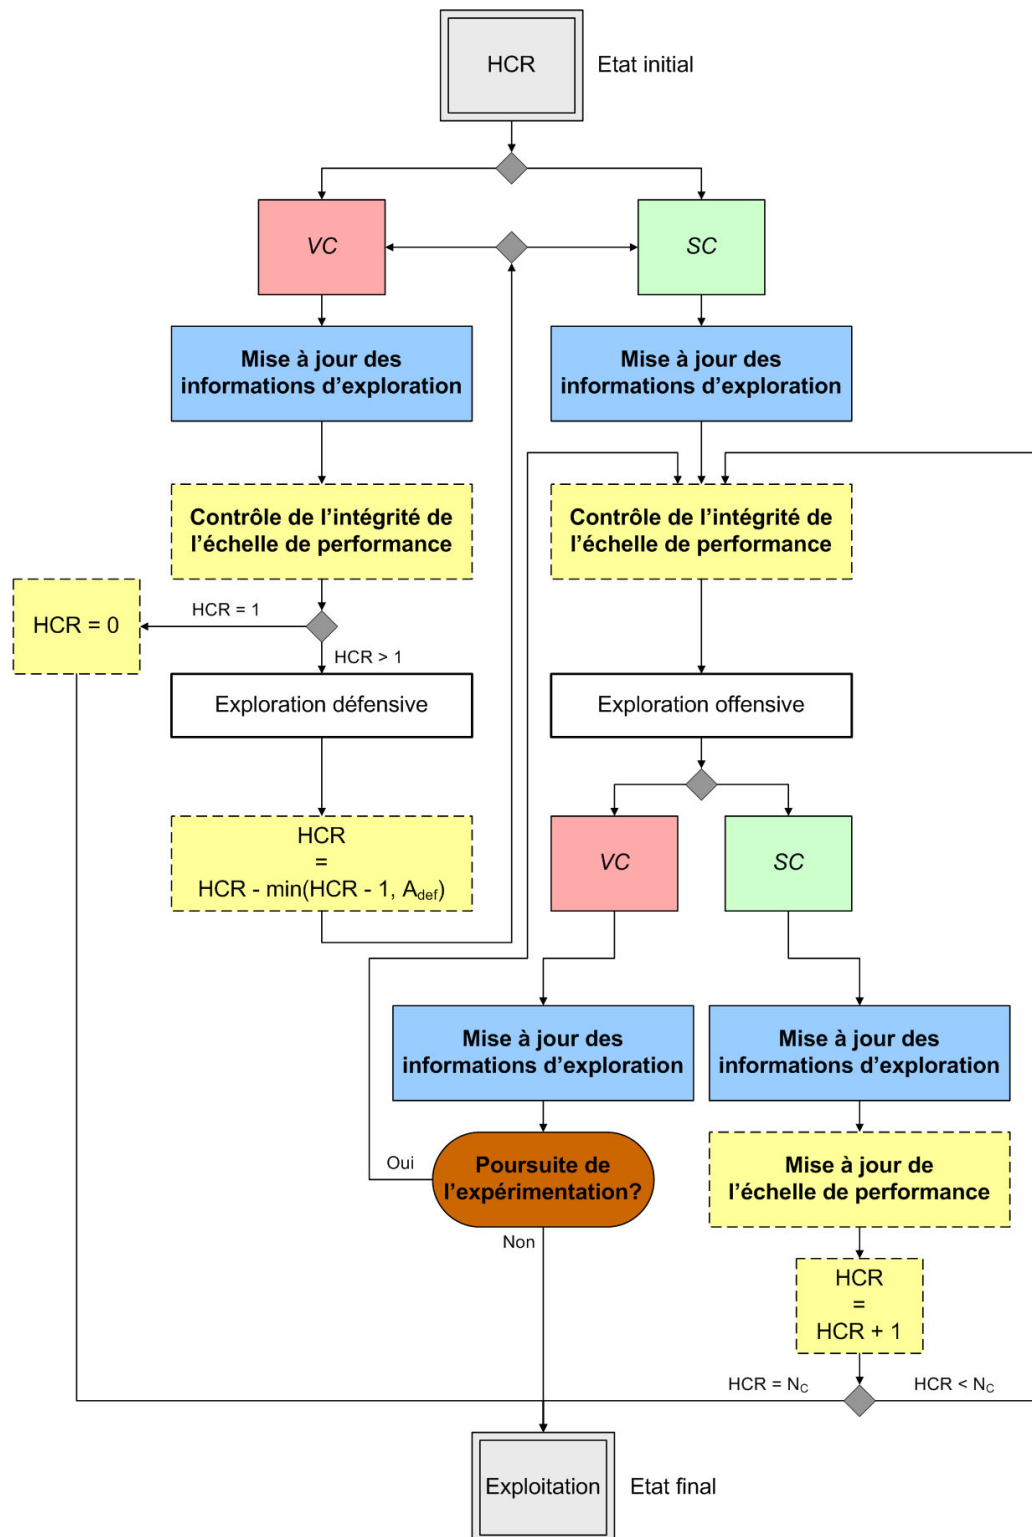 HCR
Etat initial
VC
SC
Mise à jour des
informations d’exploration
Mise à jour des
informations d’exploration
Contrôle de l’intégrité de
l’échelle de performance
Contrôle de l’intégrité de
l’échelle de performance
HCR = 1
HCR = 0
HCR > 1
Exploration défensive
Exploration offensive
HCR
=
HCR - min(HCR - 1, Adef)
VC
SC
Mise à jour des
informations d’exploration
Mise à jour des
informations d’exploration
Oui
Poursuite de
l’expérimentation?
Non
Mise à jour de
l’échelle de performance
HCR
=
HCR + 1
HCR = NC
HCR < NC
Exploitation
Etat final